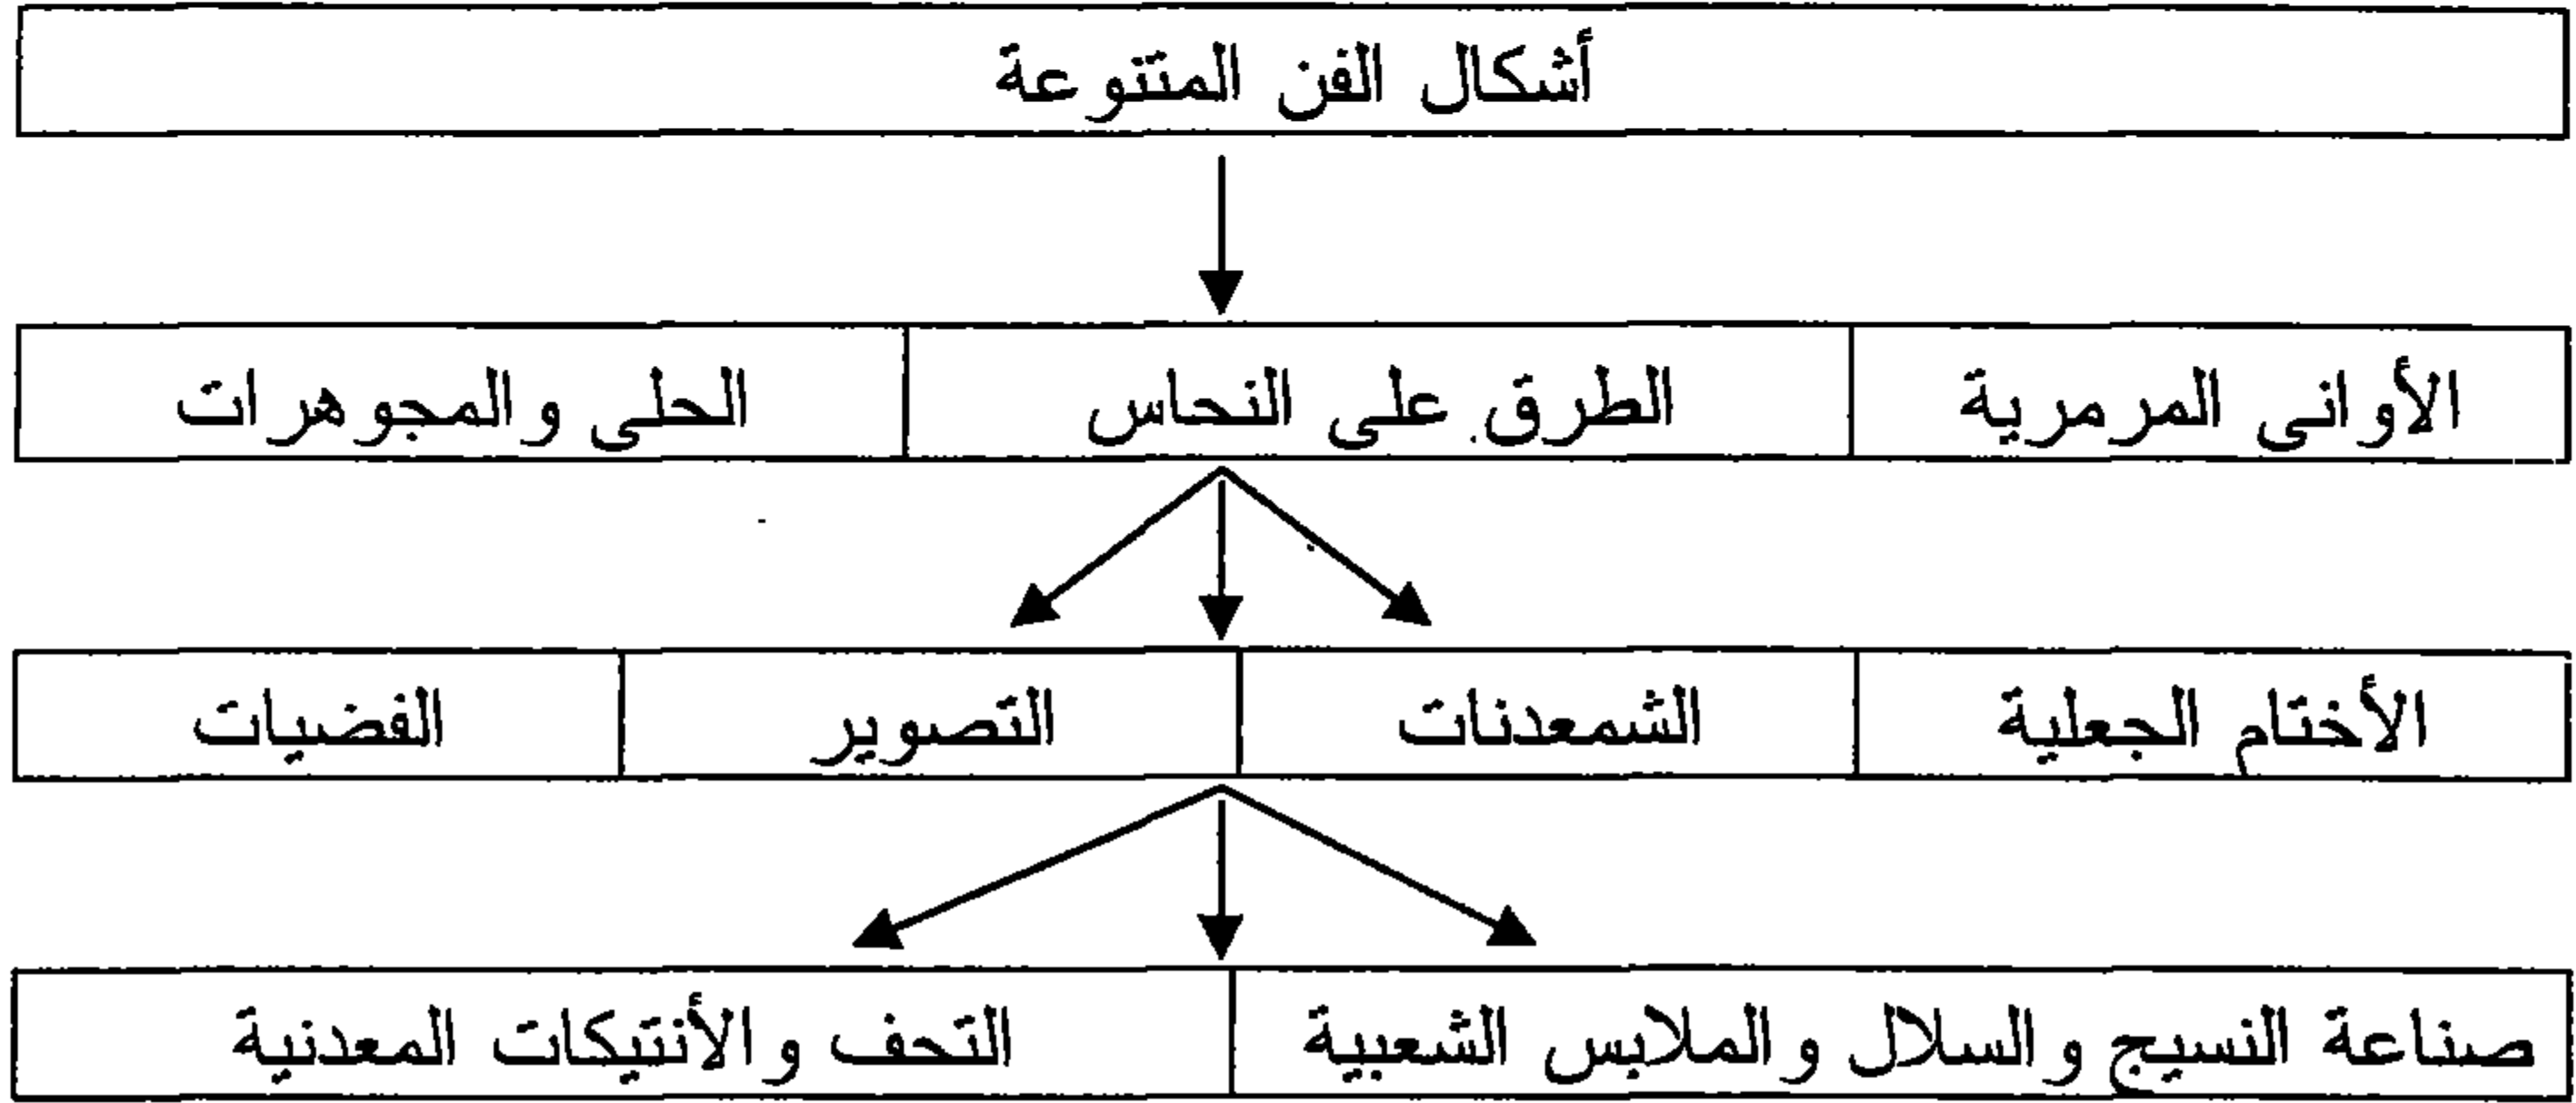 أشكال الفن المتنوعة
الأوانى المرمرية
الطرق على النحاس
الحلى والمجوهرات
الأختام الجعلية
الشمعدنات
التصوير
الفضيات
صناعة النسيج والسلال والملابس الشعبية
التحف والأنتيكات المعدنية